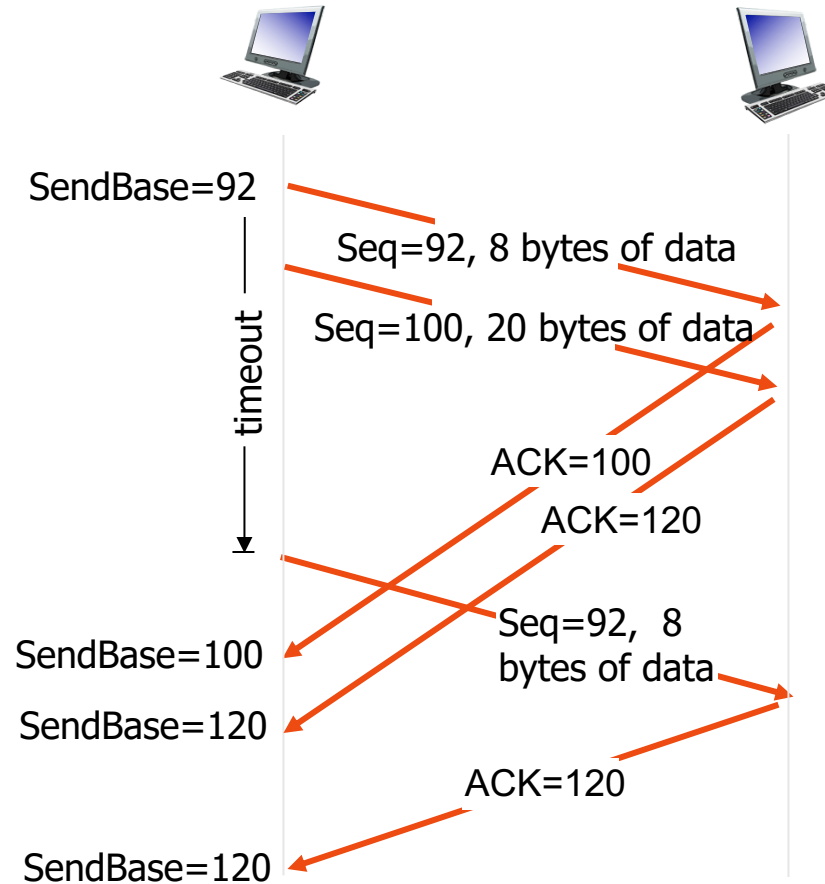 SendBase=92
Seq=92, 8 bytes of data
Seq=100, 20 bytes of data
timeout
ACK=100
ACK=120
Seq=92, 8
bytes of data
SendBase=100
SendBase=120
ACK=120
SendBase=120